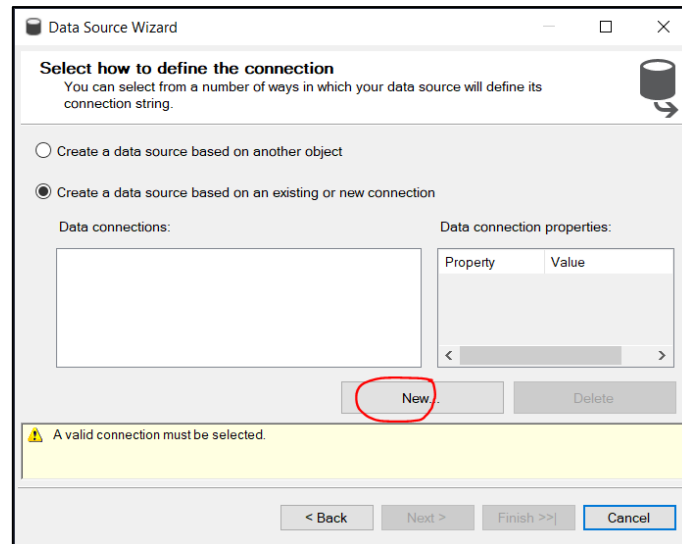 Data Source Wizard
Select how to define the connection
You can select from a number of ways in which your data source will define its
connection string.
Create a data source based on another object
Create a data source based on an existing or new connection
Data connections:
Data connection properties:
Property Value
New...
Delete
A valid connection must be selected.
< Back
Next >
Finish >>|
Cancel